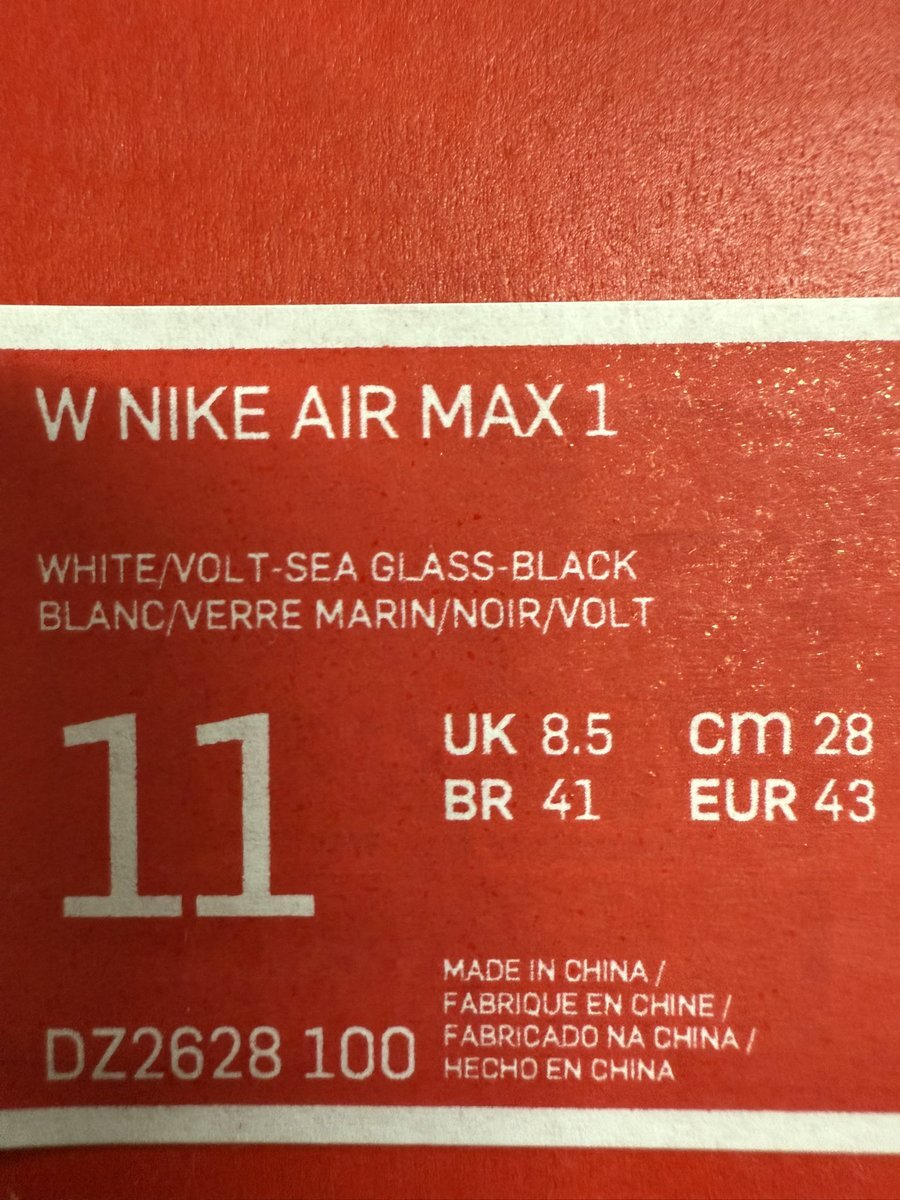 W NIKE AIR MAX 1
WHITE/VOLT-SEA GLASS-BLACK
BLANC/VERRE MARIN/NOIR/VOLT
11
UK 8.5 cm 28
BR 41 EUR 43
MADE IN CHINA /
FABRIQUE EN CHINE /
FABRICADO NA CHINA /
HECHO EN CHINA
DZ2628 100